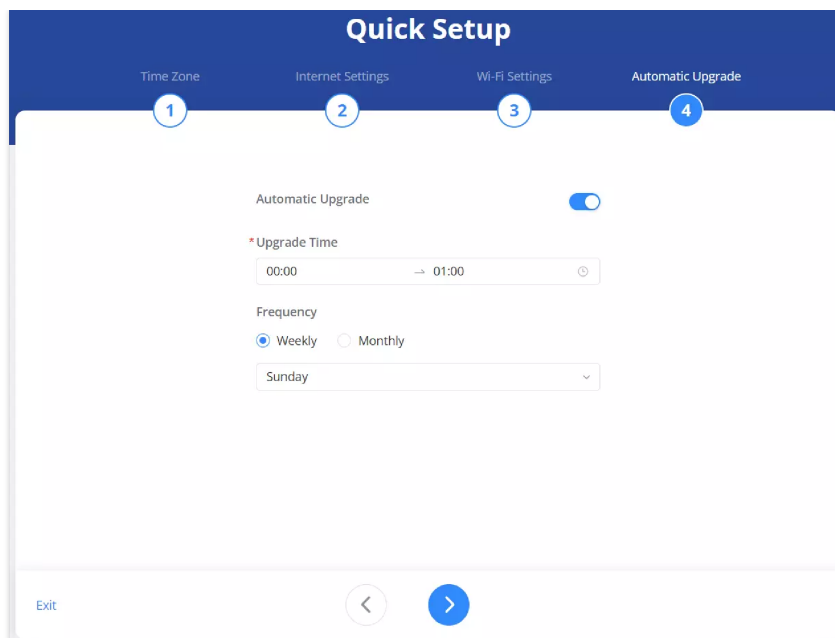 Quick Setup
Time Zone Internet Settings Wi-Fi Settings Automatic Upgrade
1 2 3 4
Automatic Upgrade
*Upgrade Time
00:00 → 01:00
Frequency
Weekly Monthly
Sunday
Exit